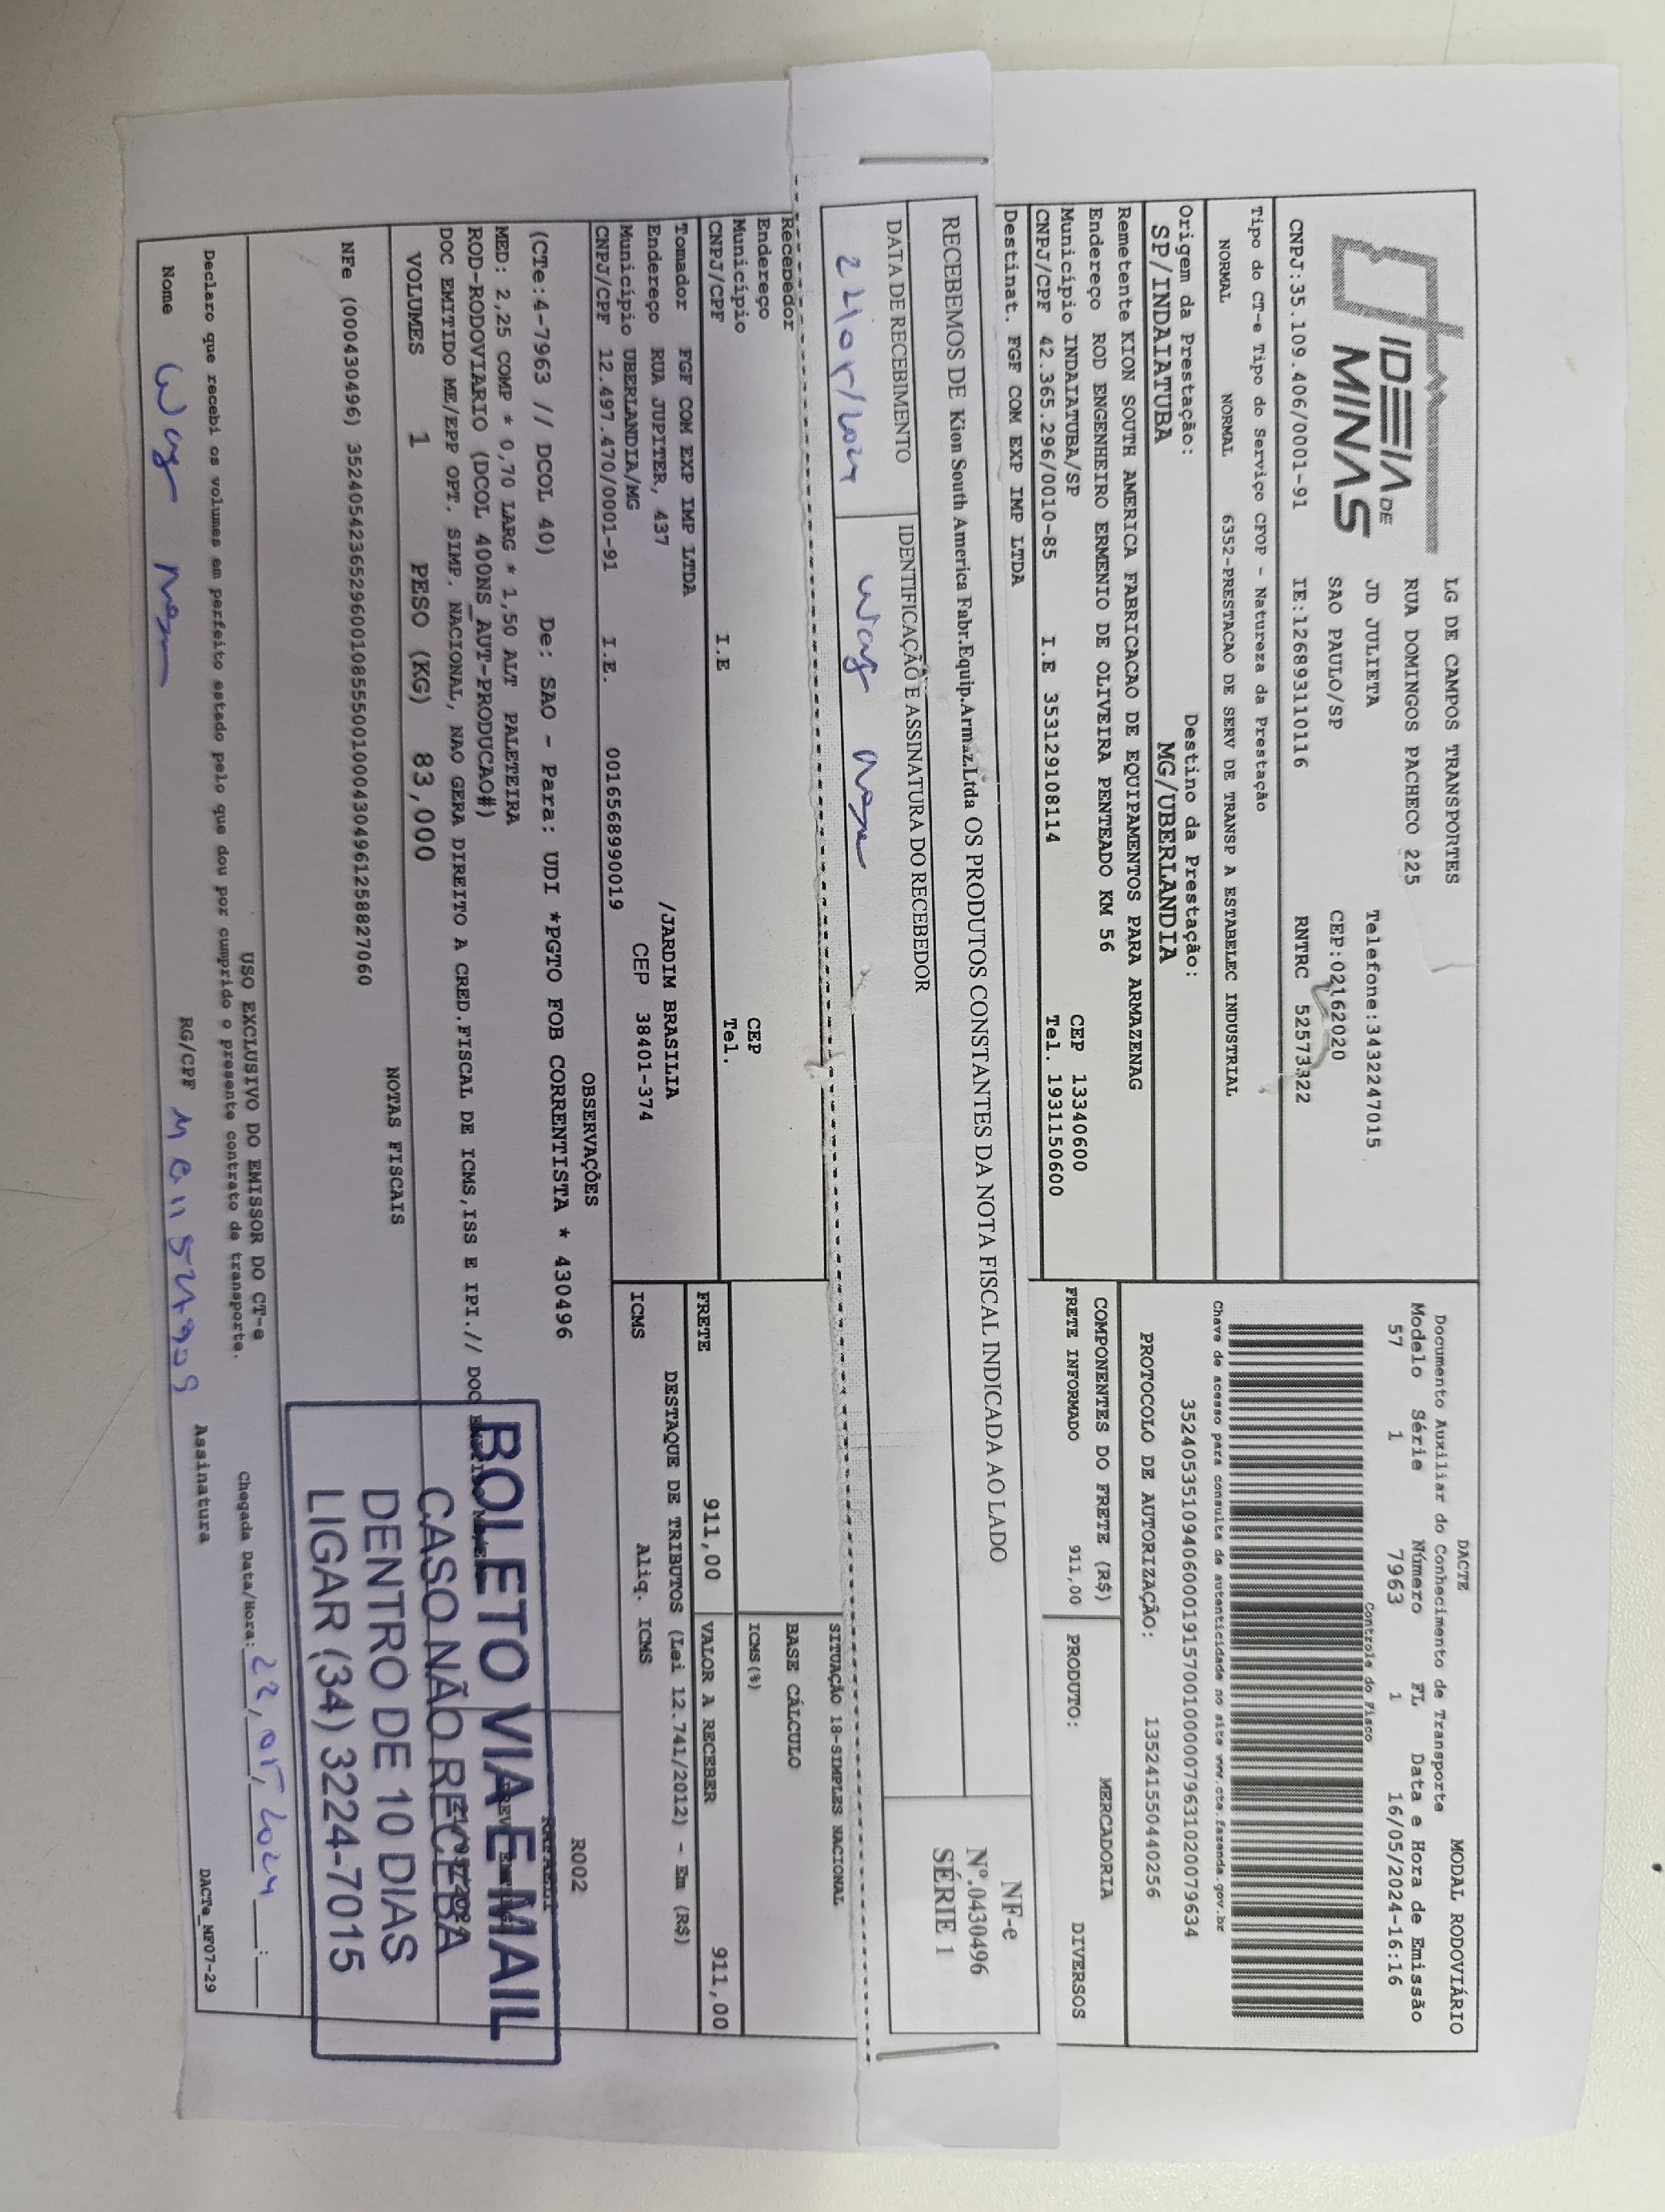 IDEIA DE
MINAS
LG DE CAMPOS TRANSPORTES
RUA DOMINGOS PACHECO 225
JD JULIETA Telefone:3432247015
SAO PAULO/SP CEP:02162020
CNPJ:35.109.406/0001-91 IE:126893110116 RNTRC 52573322
DACTE MODAL RODOVIÁRIO
Documento Auxiliar do Conhecimento de Transporte
Modelo Série Número FL Data e Hora de Emissão
57 1 7963 1 16/05/2024-16:16
Controle do Fisco
Tipo do CT-e Tipo do Serviço CFOP - Natureza da Prestação
NORMAL NORMAL 6352-PRESTACAO DE SERV DE TRANSP A ESTABELEC INDUSTRIAL
Chave de acesso para consulta de autenticidade no site www.cte.fazenda.gov.br
35240535109406000191570010000079631020079634
Origem da Prestação: Destino da Prestação:
SP/INDAIATUBA MG/UBERLANDIA
PROTOCOLO DE AUTORIZAÇÃO: 135241550440256
Remetente KION SOUTH AMERICA FABRICACAO DE EQUIPAMENTOS PARA ARMAZENAG
Endereço ROD ENGENHEIRO ERMENIO DE OLIVEIRA PENTEADO KM 56
Município INDAIATUBA/SP CEP 13340600
CNPJ/CPF 42.365.296/0010-85 I.E 353129108114 Tel. 1931150600
Destinat. FGF COM EXP IMP LTDA
COMPONENTES DO FRETE (R$) MERCADORIA
FRETE INFORMADO 911,00 PRODUTO: DIVERSOS
RECEBEMOS DE Kion South America Fabr.Equip.Armaz.Ltda OS PRODUTOS CONSTANTES DA NOTA FISCAL INDICADA AO LADO
NF-e
Nº.0430496
SÉRIE 1
DATA DE RECEBIMENTO IDENTIFICAÇÃO E ASSINATURA DO RECEBEDOR
SITUAÇÃO 18-SIMPLES NACIONAL
BASE CÁLCULO
ICMS(%)
Recebedor
Endereço
Município CEP
CNPJ/CPF I.E Tel.
FRETE 911,00 VALOR A RECEBER 911,00
Tomador FGF COM EXP IMP LTDA
Endereço RUA JUPITER, 437 /JARDIM BRASILIA
Município UBERLANDIA/MG CEP 38401-374
CNPJ/CPF 12.497.470/0001-91 I.E. 0016568990019
DESTAQUE DE TRIBUTOS (Lei 12.741/2012) - Em (R$)
ICMS Aliq. ICMS
OBSERVAÇÕES
R002
(CTe:4-7963 // DCOL 40) De: SAO - Para: UDI *PGTO FOB CORRENTISTA * 430496
MED: 2,25 COMP * 0,70 LARG * 1,50 ALT PALETEIRA
ROD-RODOVIARIO (DCOL 400NS_AUT-PRODUCAO#)
DOC EMITIDO ME/EPP OPT. SIMP. NACIONAL, NAO GERA DIREITO A CRED.FISCAL DE ICMS,ISS E IPI.// DOC
VOLUMES 1 PESO (KG) 83,000
NOTAS FISCAIS
NFe (000430496) 35240542365296001085550010004304961258827060
BOLETO VIA EMAIL
CASO NÃO RECEBA
DENTRO DE 10 DIAS
LIGAR (34) 3224-7015
USO EXCLUSIVO DO EMISSOR DO CT-e
Declaro que recebi os volumes em perfeito estado pelo que dou por cumprido o presente contrato de transporte.
Chegada Data/Hora: 22/05/2024
Nome RG/CPF Assinatura
DACTe_MF07-29